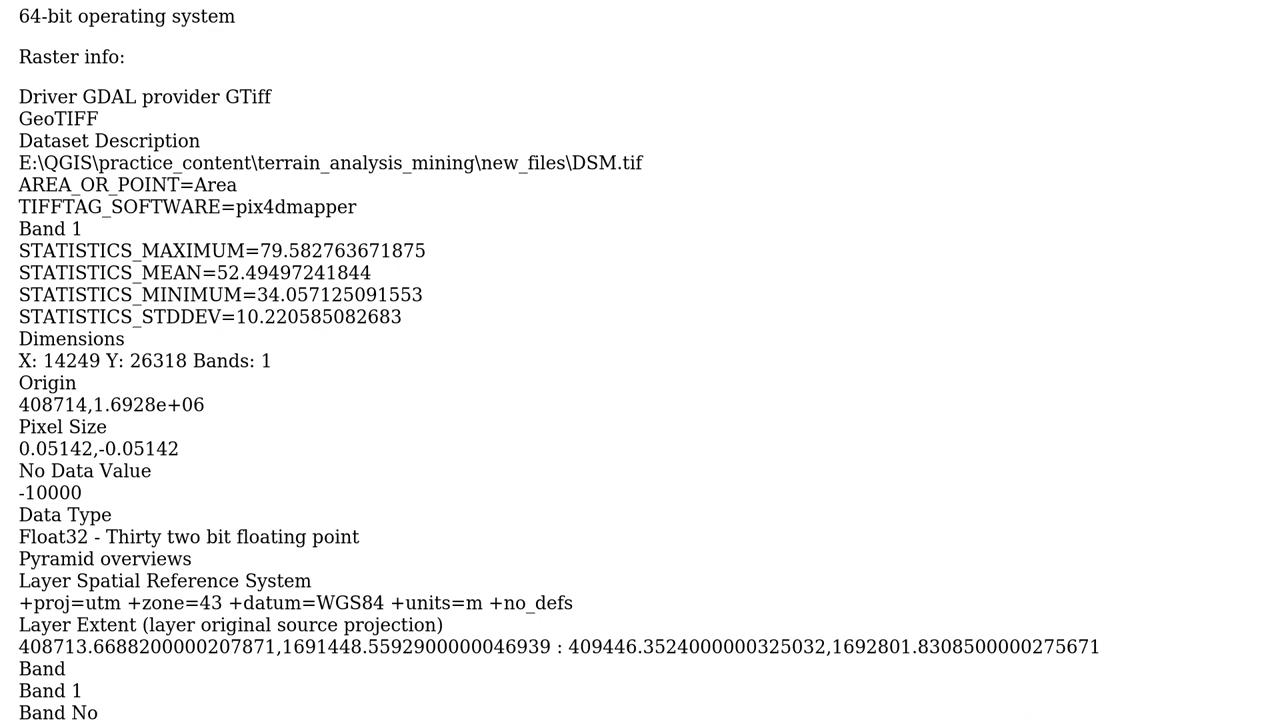 64-bit operating system
Raster info:
Driver GDAL provider GTiff
GeoTIFF
Dataset Description
E:\QGIS\practice_content\terrain_analysis_mining\new_files\DSM.tif
AREA_OR_POINT=Area
TIFFTAG_SOFTWARE=pix4dmapper
Band 1
STATISTICS_MAXIMUM=79.582763671875
STATISTICS_MEAN=52.49497241844
STATISTICS_MINIMUM=34.057125091553
STATISTICS_STDDEV=10.220585082683
Dimensions
X: 14249 Y: 26318 Bands: 1
Origin
408714,1.6928e+06
Pixel Size
0.05142,-0.05142
No Data Value
-10000
Data Type
Float32 - Thirty two bit floating point
Pyramid overviews
Layer Spatial Reference System
+proj=utm +zone=43 +datum=WGS84 +units=m +no_defs
Layer Extent (layer original source projection)
408713.6688200000207871,1691448.5592900000046939 : 409446.3524000000325032,1692801.8308500000275671
Band
Band 1
Band No